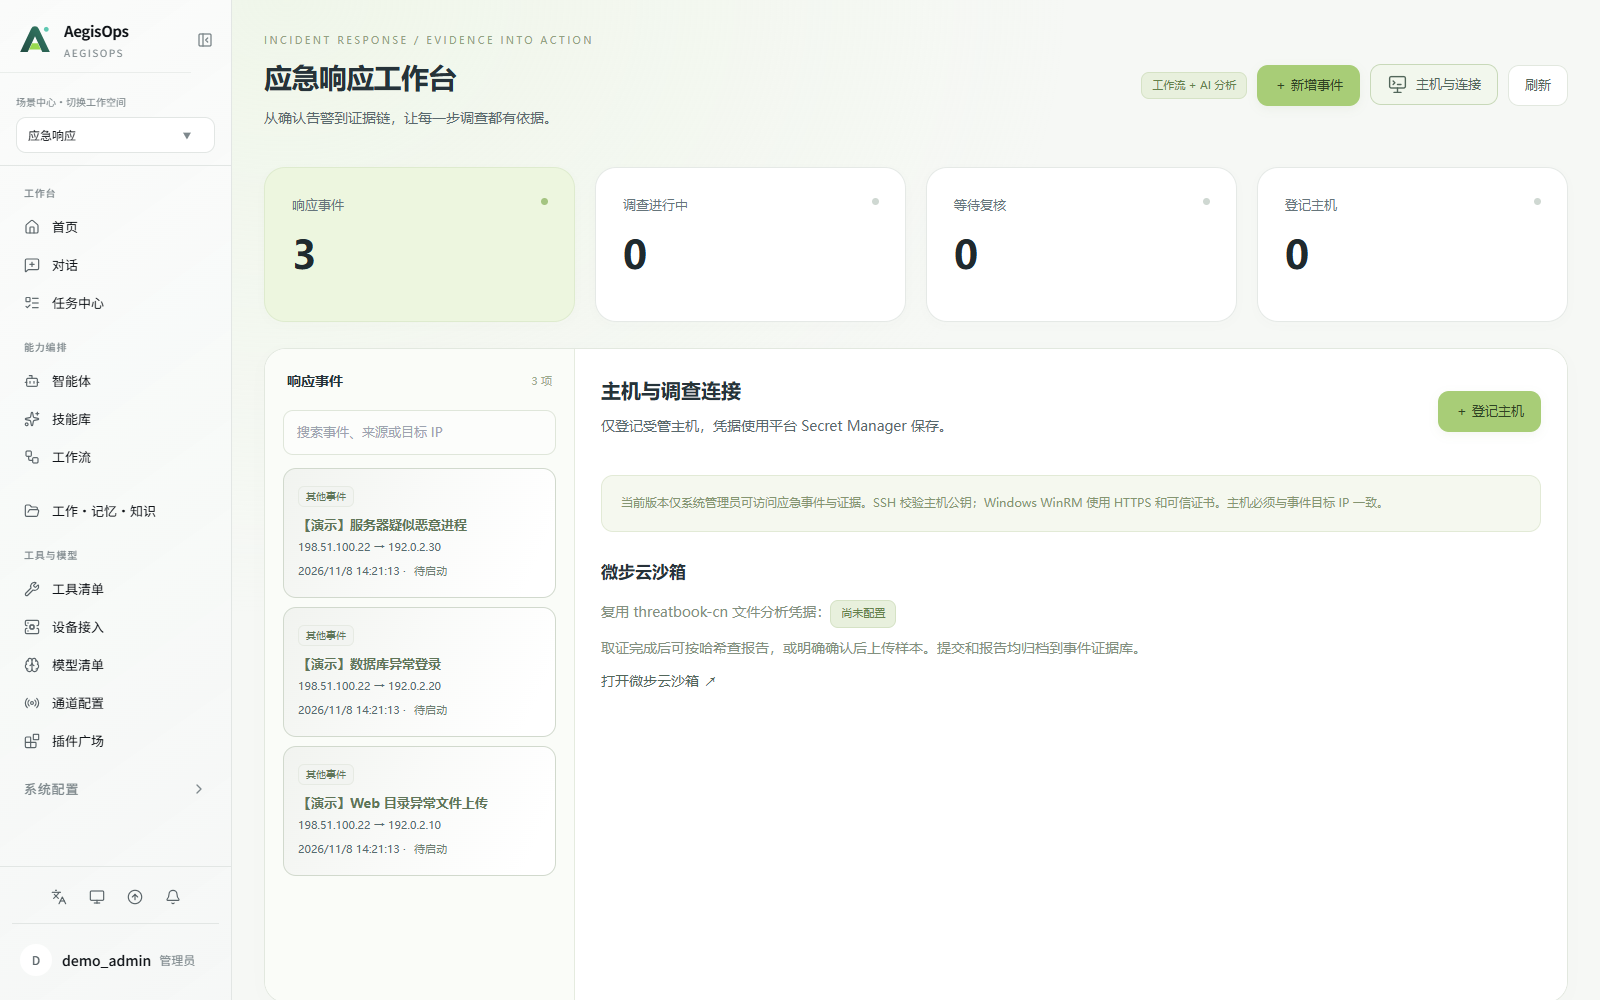 AegisOps
AEGISOPS
场景中心・切换工作空间
应急响应
▼
工作台
首页
对话
任务中心
能力编排
智能体
技能库
工作流
工作・记忆・知识
工具与模型
工具清单
设备接入
模型清单
通道配置
插件广场
系统配置
D
demo_admin 管理员
INCIDENT RESPONSE / EVIDENCE INTO ACTION
应急响应工作台
从确认告警到证据链，让每一步调查都有依据。
工作流 + AI 分析
+ 新增事件
主机与连接
刷新
响应事件
3
调查进行中
0
等待复核
0
登记主机
0
响应事件
3 项
搜索事件、来源或目标 IP
其他事件
【演示】服务器疑似恶意进程
198.51.100.22 → 192.0.2.30
2026/11/8 14:21:13 · 待启动
其他事件
【演示】数据库异常登录
198.51.100.22 → 192.0.2.20
2026/11/8 14:21:13 · 待启动
其他事件
【演示】Web 目录异常文件上传
198.51.100.22 → 192.0.2.10
2026/11/8 14:21:13 · 待启动
主机与调查连接
仅登记受管主机，凭据使用平台 Secret Manager 保存。
+ 登记主机
当前版本仅系统管理员可访问应急事件与证据。SSH 校验主机公钥；Windows WinRM 使用 HTTPS 和可信证书。主机必须与事件目标 IP 一致。
微步云沙箱
复用 threatbook-cn 文件分析凭据： 尚未配置
取证完成后可按哈希查报告，或明确确认后上传样本。提交和报告均归档到事件证据库。
打开微步云沙箱 ↗